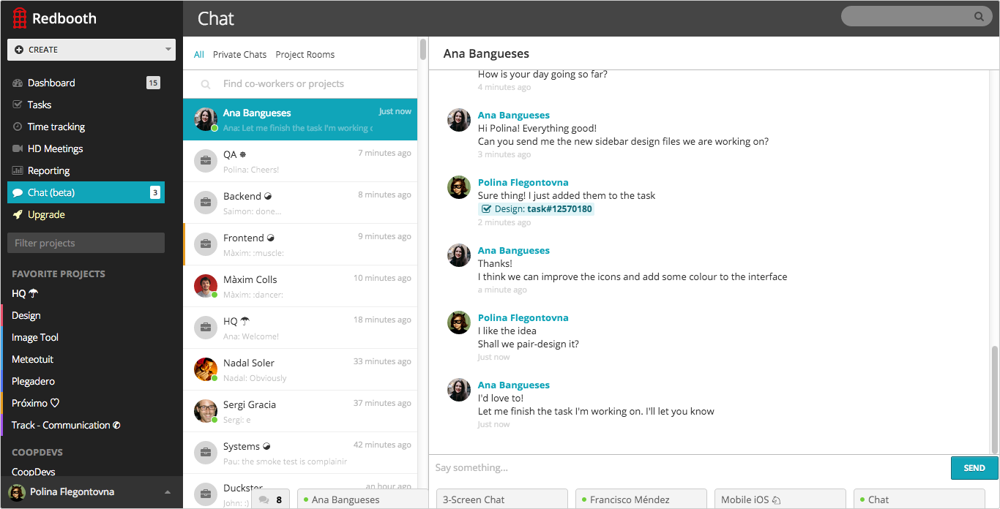 Redbooth
CREATE
Dashboard 15
Tasks
Time tracking
HD Meetings
Reporting
Chat (beta) 3
Upgrade
Filter projects
FAVORITE PROJECTS
HQ
Design
Image Tool
Meteotuit
Plegadero
Próximo
Track - Communication
COOPDEVS
CoopDevs
Polina Flegontovna
Chat
All Private Chats Project Rooms
Find co-workers or projects
Ana Bangueses Just now
Ana: Let me finish the task I'm working o
QA 7 minutes ago
Polina: Cheers!
Backend 8 minutes ago
Saimon: done...
Frontend 9 minutes ago
Màxim: :muscle:
Màxim Colls 10 minutes ago
Màxim: :dancer:
HQ 18 minutes ago
Ana: Welcome!
Nadal Soler 33 minutes ago
Nadal: Obviously
Sergi Gracia 37 minutes ago
Sergi: e
Systems 42 minutes ago
Pau: the smoke test is complainir
Duckster an hour ago
John: :)
Ana Bangueses
How is your day going so far?
4 minutes ago
Ana Bangueses
Hi Polina! Everything good!
Can you send me the new sidebar design files we are working on?
3 minutes ago
Polina Flegontovna
Sure thing! I just added them to the task
Design: task#12570180
2 minutes ago
Ana Bangueses
Thanks!
I think we can improve the icons and add some colour to the interface
a minute ago
Polina Flegontovna
I like the idea
Shall we pair-design it?
Just now
Ana Bangueses
I'd love to!
Let me finish the task I'm working on. I'll let you know
Just now
Say something...
SEND
8 Ana Bangueses 3-Screen Chat Francisco Méndez Mobile iOS Chat